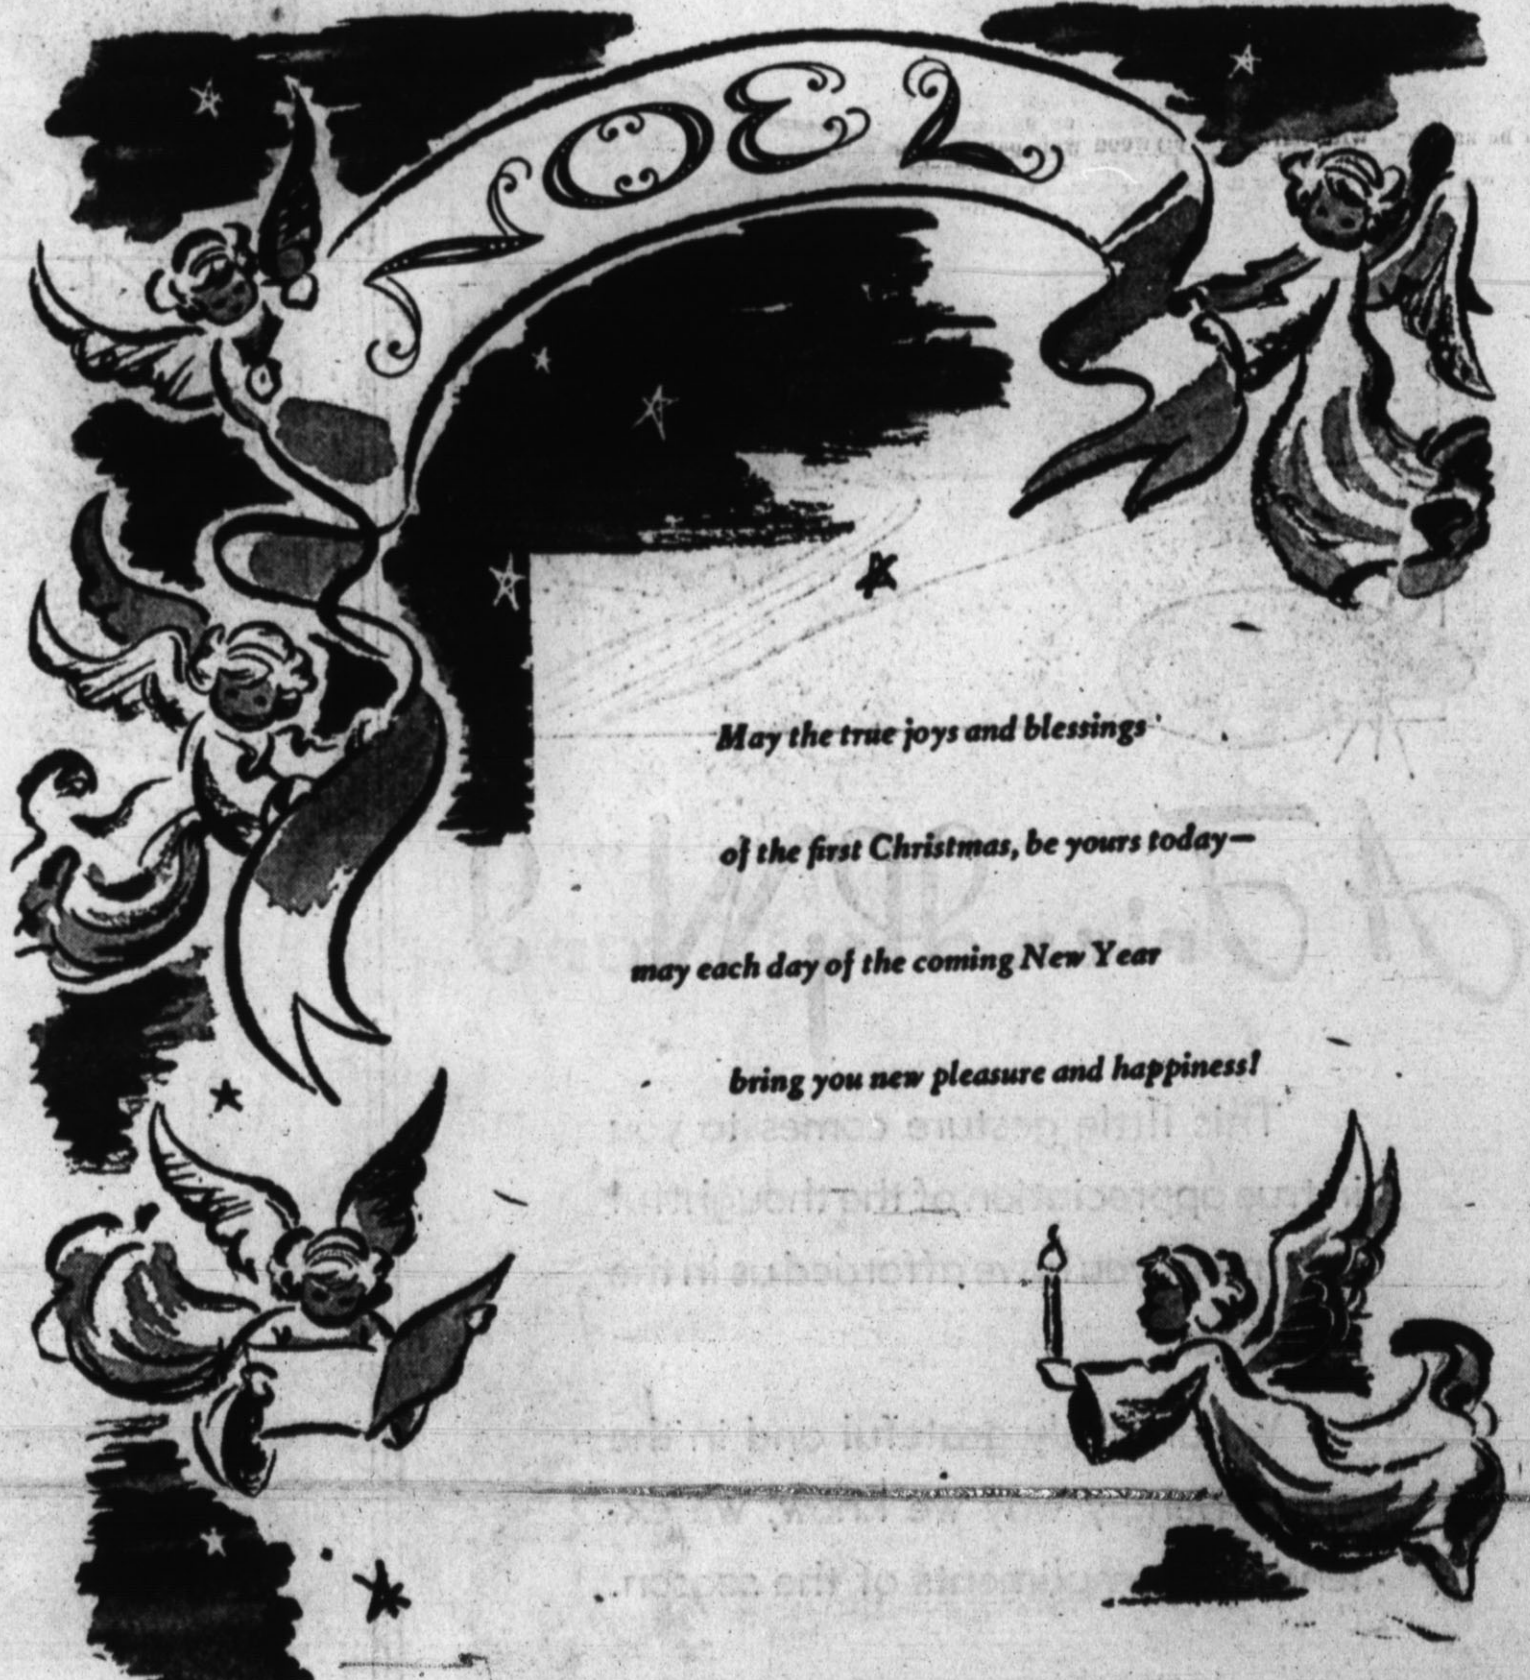 NOEL
May the true joys and blessings
of the first Christmas, be yours today—
may each day of the coming New Year
bring you new pleasure and happiness!